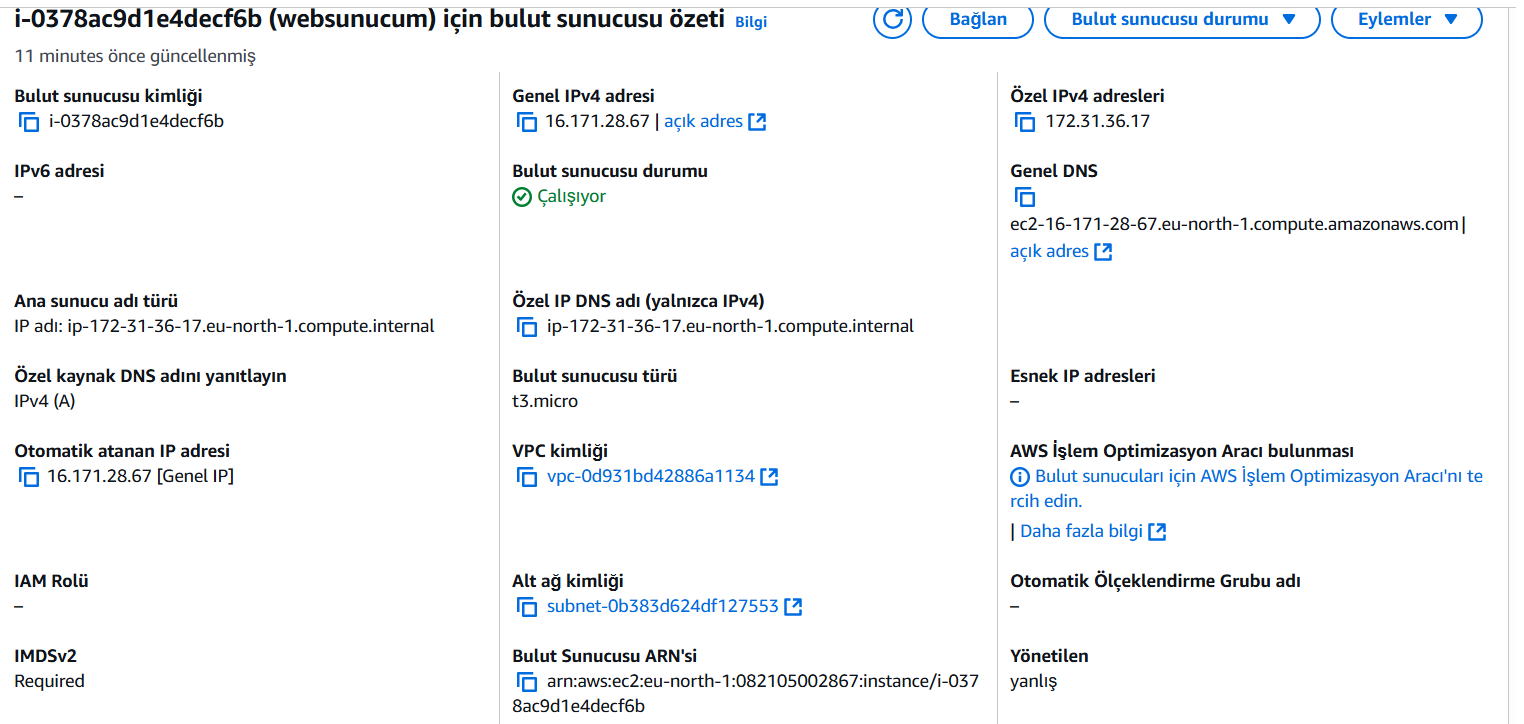 i-0378ac9d1e4decf6b (websunucum) için bulut sunucusu özeti Bilgi
Bağlan
Bulut sunucusu durumu
Eylemler
11 minutes önce güncellenmiş
Bulut sunucusu kimliği
i-0378ac9d1e4decf6b
Genel IPv4 adresi
16.171.28.67 | açık adres
Özel IPv4 adresleri
172.31.36.17
IPv6 adresi
–
Bulut sunucusu durumu
Çalışıyor
Genel DNS
ec2-16-171-28-67.eu-north-1.compute.amazonaws.com |
açık adres
Ana sunucu adı türü
IP adı: ip-172-31-36-17.eu-north-1.compute.internal
Özel IP DNS adı (yalnızca IPv4)
ip-172-31-36-17.eu-north-1.compute.internal
Özel kaynak DNS adını yanıtlayın
IPv4 (A)
Bulut sunucusu türü
t3.micro
Esnek IP adresleri
–
Otomatik atanan IP adresi
16.171.28.67 [Genel IP]
VPC kimliği
vpc-0d931bd42886a1134
AWS İşlem Optimizasyon Aracı bulunması
Bulut sunucuları için AWS İşlem Optimizasyon Aracı'nı te
rcih edin.
| Daha fazla bilgi
IAM Rolü
–
Alt ağ kimliği
subnet-0b383d624df127553
Otomatik Ölçeklendirme Grubu adı
–
IMDSv2
Required
Bulut Sunucusu ARN'si
arn:aws:ec2:eu-north-1:082105002867:instance/i-037
8ac9d1e4decf6b
Yönetilen
yanlış